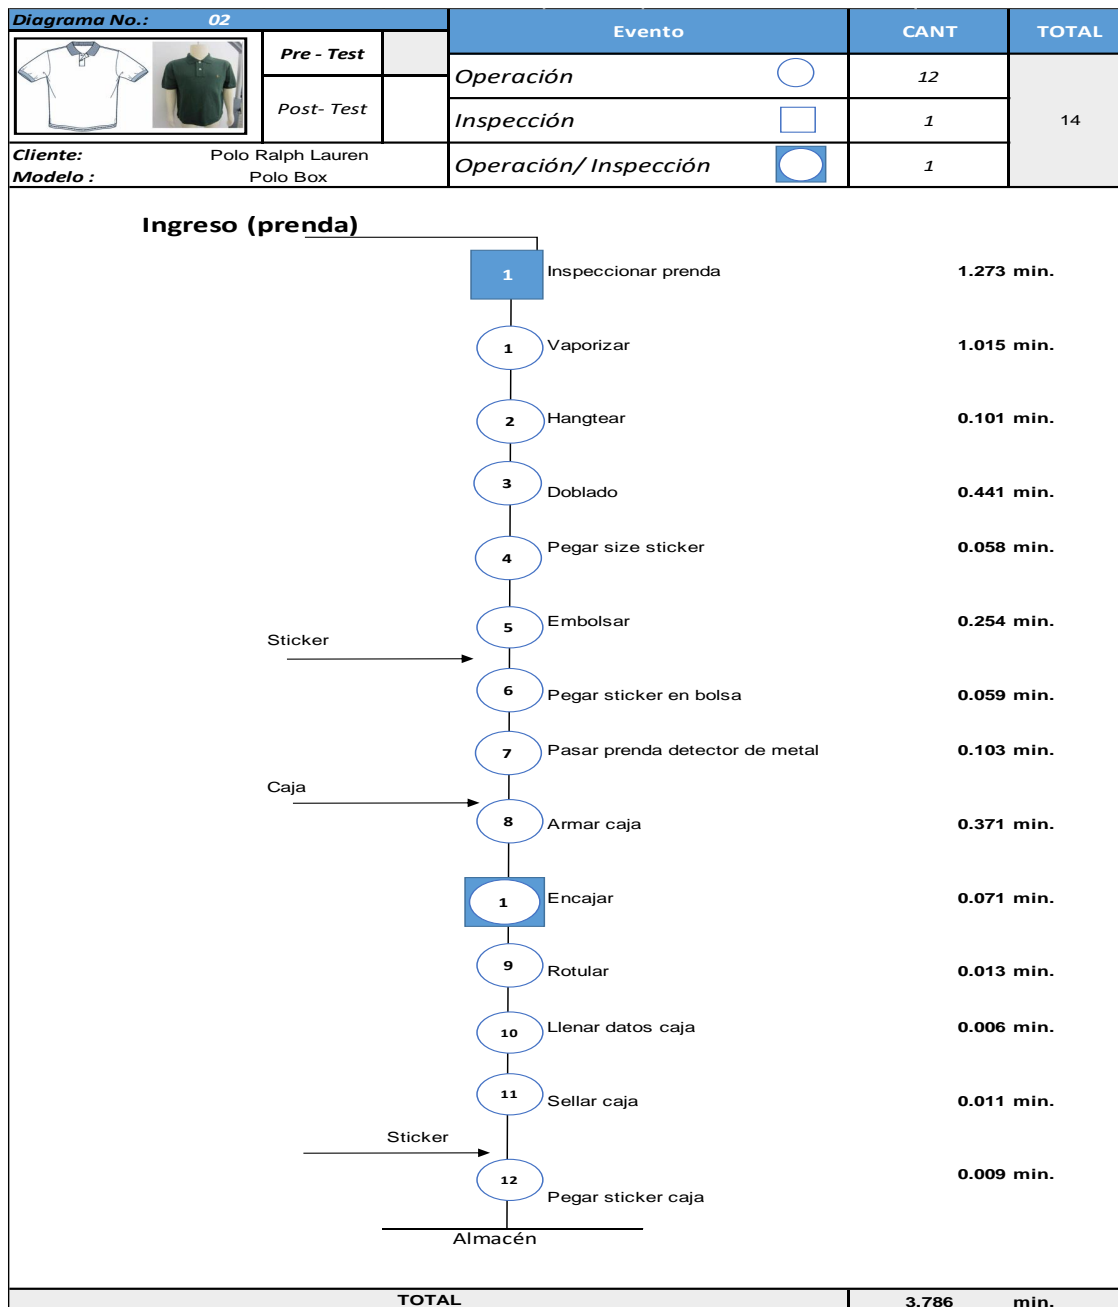 Diagrama No.: 02
Evento CANT TOTAL
Pre - Test
Operación 12
Post- Test
Inspección 1 14
Cliente: Polo Ralph Lauren
Modelo : Polo Box
Operación/ Inspección 1
Ingreso (prenda)
1 Inspeccionar prenda 1.273 min.
1 Vaporizar 1.015 min.
2 Hangtear 0.101 min.
3 Doblado 0.441 min.
4 Pegar size sticker 0.058 min.
5 Embolsar 0.254 min.
Sticker
6 Pegar sticker en bolsa 0.059 min.
7 Pasar prenda detector de metal 0.103 min.
Caja
8 Armar caja 0.371 min.
1 Encajar 0.071 min.
9 Rotular 0.013 min.
10 Llenar datos caja 0.006 min.
11 Sellar caja 0.011 min.
Sticker
12 Pegar sticker caja 0.009 min.
Almacén
TOTAL 3.786 min.